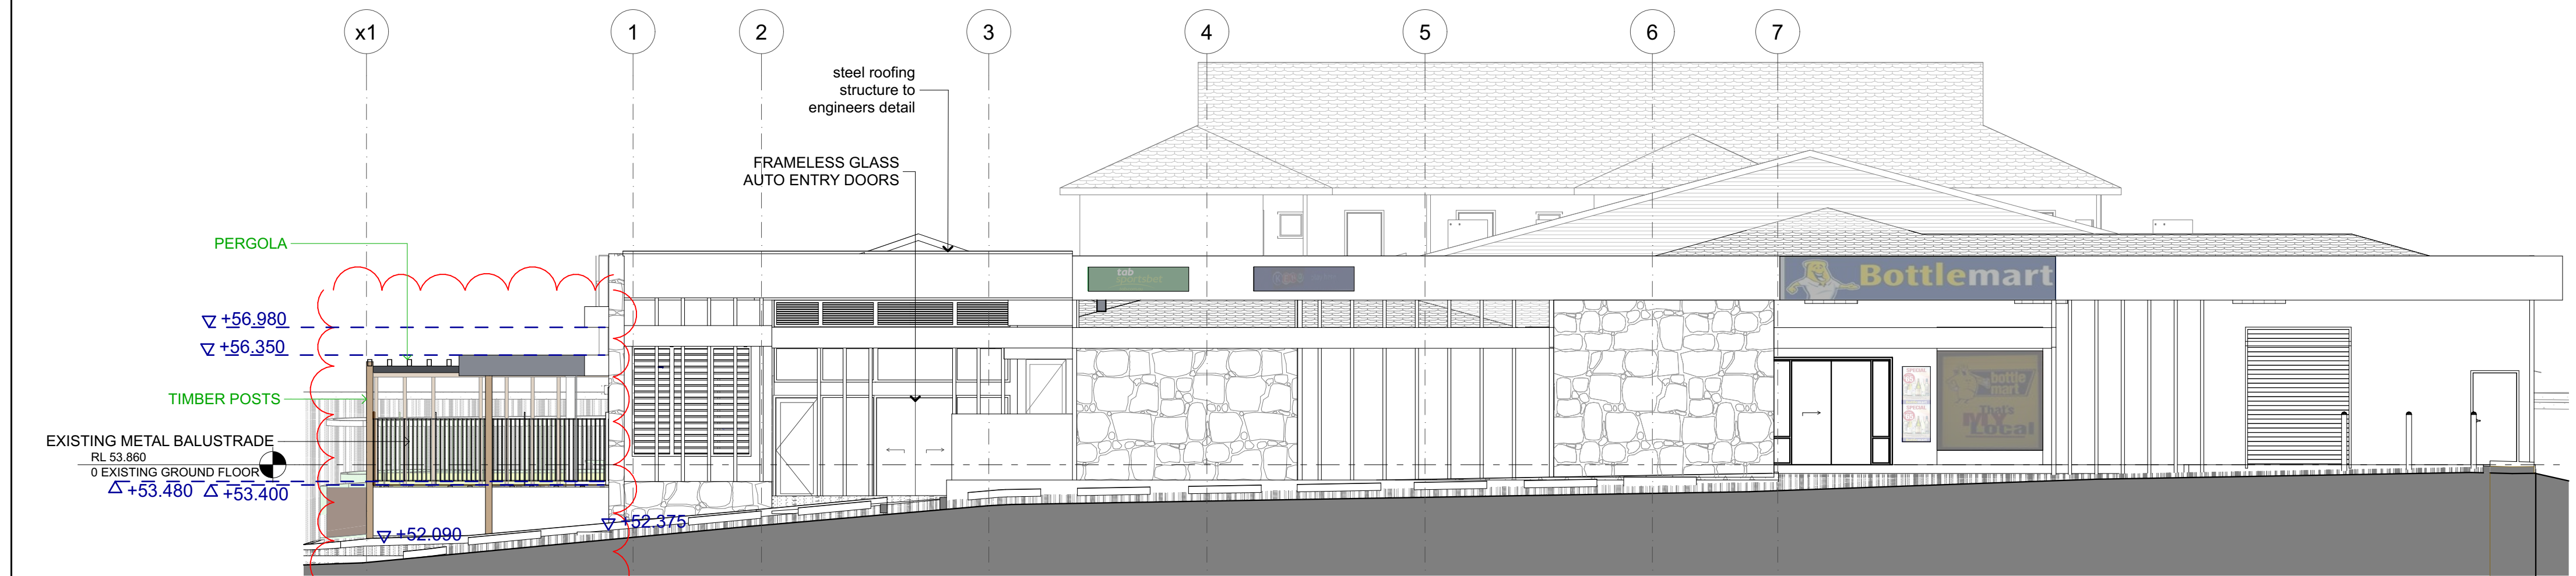 x1
1
2
3
4
5
6
7
steel roofing
structure to
engineers detail
FRAMELESS GLASS
AUTO ENTRY DOORS
PERGOLA
tab
Bottlemart
+56.980
+56.350
TIMBER POSTS
SPECIAL
SPECIAL
bottle
mart
That's
MY
Local
EXISTING METAL BALUSTRADE
RL 53.860
0 EXISTING GROUND FLOOR
+53.480
+53.400
+52.375
+52.090